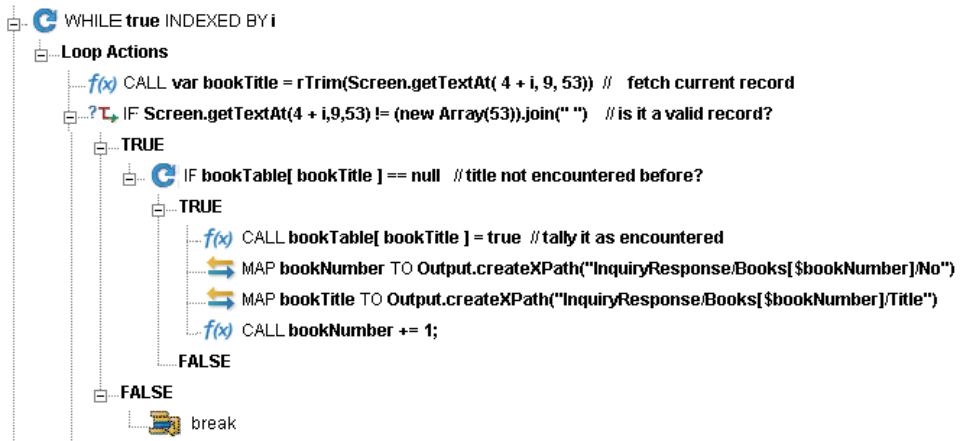 WHILE true INDEXED BY i
Loop Actions
f(x) CALL var bookTitle = rTrim(Screen.getTextAt( 4 + i, 9, 53)) // fetch current record
? IF Screen.getTextAt(4 + i,9,53) != (new Array(53)).join(" ") // is it a valid record?
TRUE
IF bookTable[ bookTitle ] == null // title not encountered before?
TRUE
f(x) CALL bookTable[ bookTitle ] = true // tally it as encountered
MAP bookNumber TO Output.createXPath("InquiryResponse/Books[$bookNumber]/No")
MAP bookTitle TO Output.createXPath("InquiryResponse/Books[$bookNumber]/Title")
f(x) CALL bookNumber += 1;
FALSE
FALSE
break